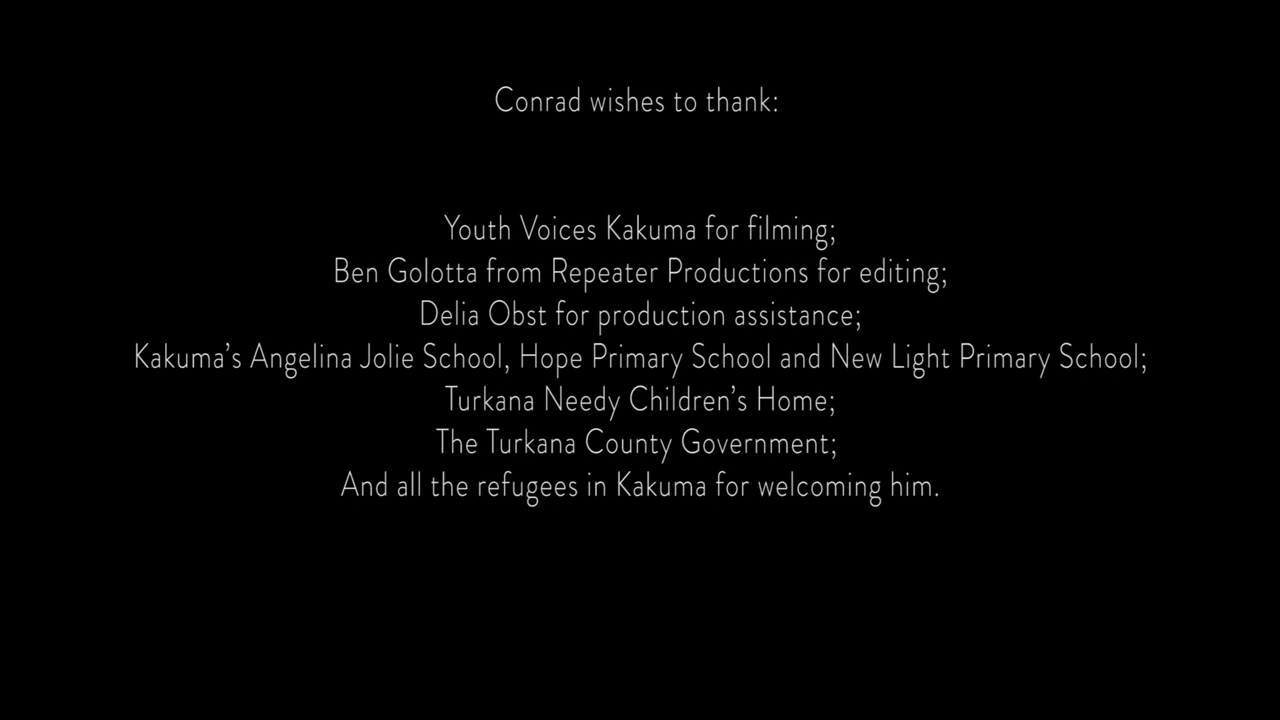 Conrad wishes to thank:
Youth Voices Kakuma for filming;
Ben Golotta from Repeater Productions for editing;
Delia Obst for production assistance;
Kakuma’s Angelina Jolie School, Hope Primary School and New Light Primary School;
Turkana Needy Children’s Home;
The Turkana County Government;
And all the refugees in Kakuma for welcoming him.